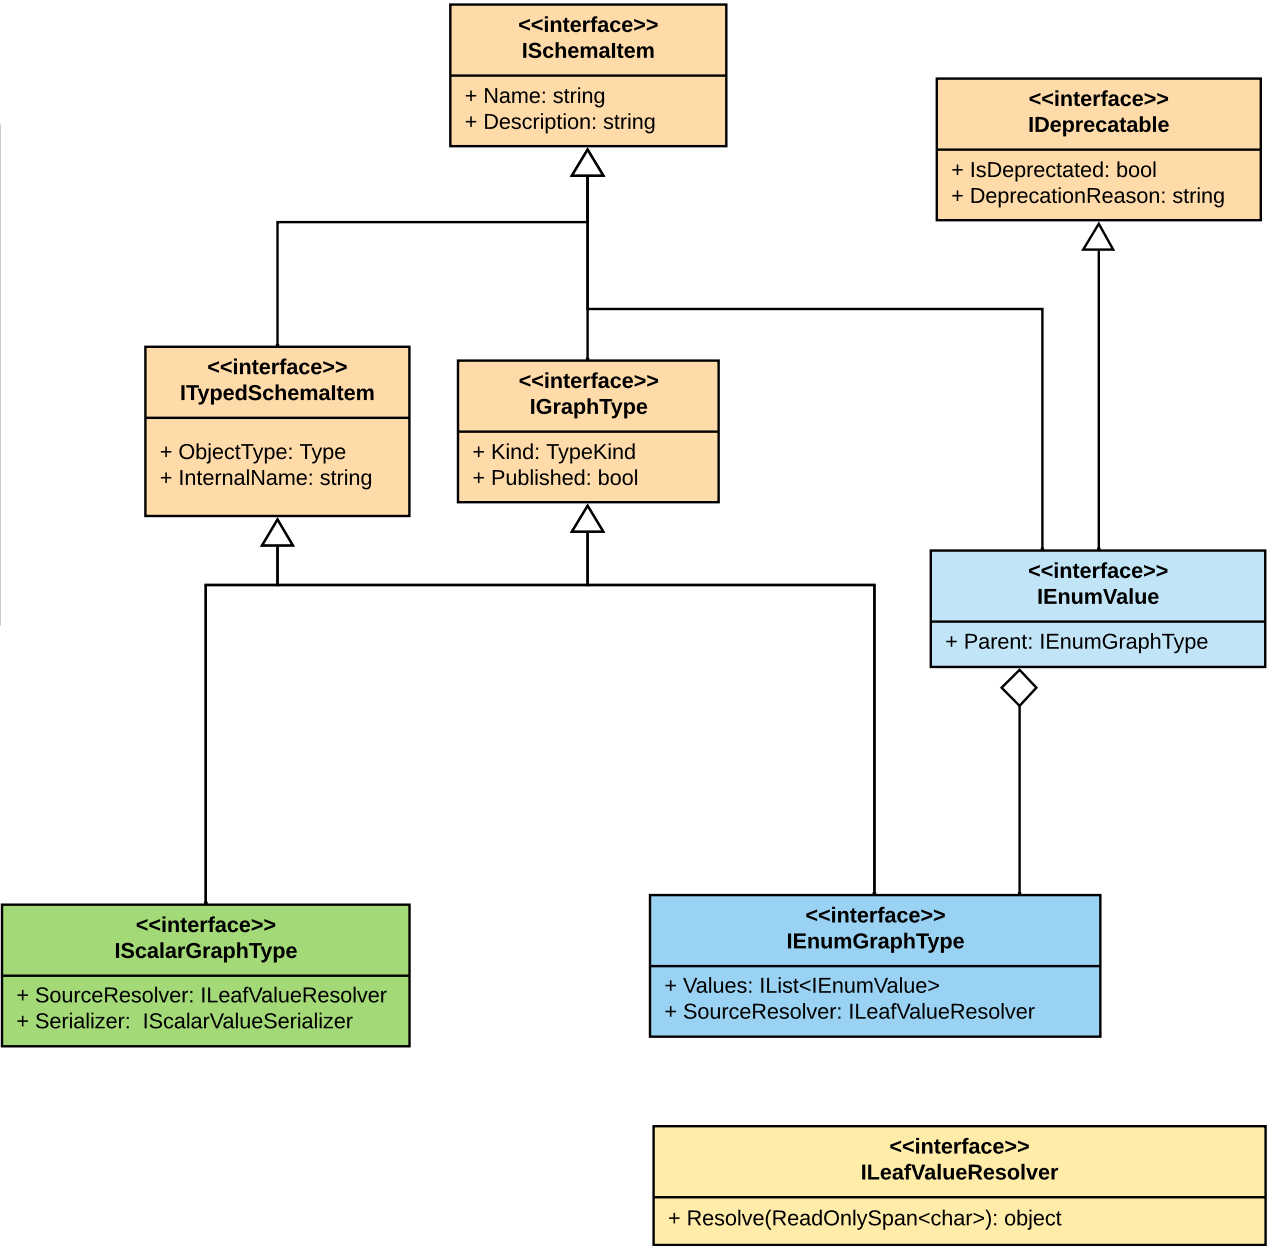 <<interface>>
ISchemaItem
+ Name: string
+ Description: string
<<interface>>
IDeprecatable
+ IsDeprectated: bool
+ DeprecationReason: string
<<interface>>
ITypedSchemaItem
+ ObjectType: Type
+ InternalName: string
<<interface>>
IGraphType
+ Kind: TypeKind
+ Published: bool
<<interface>>
IEnumValue
+ Parent: IEnumGraphType
<<interface>>
IScalarGraphType
+ SourceResolver: ILeafValueResolver
+ Serializer:  IScalarValueSerializer
<<interface>>
IEnumGraphType
+ Values: IList<IEnumValue>
+ SourceResolver: ILeafValueResolver
<<interface>>
ILeafValueResolver
+ Resolve(ReadOnlySpan<char>): object